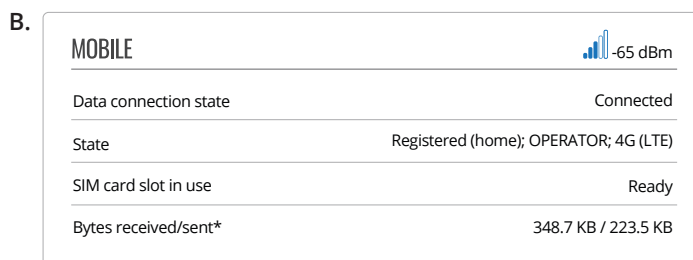 B.
MOBILE -65 dBm
Data connection state Connected
State Registered (home); OPERATOR; 4G (LTE)
SIM card slot in use Ready
Bytes received/sent* 348.7 KB / 223.5 KB